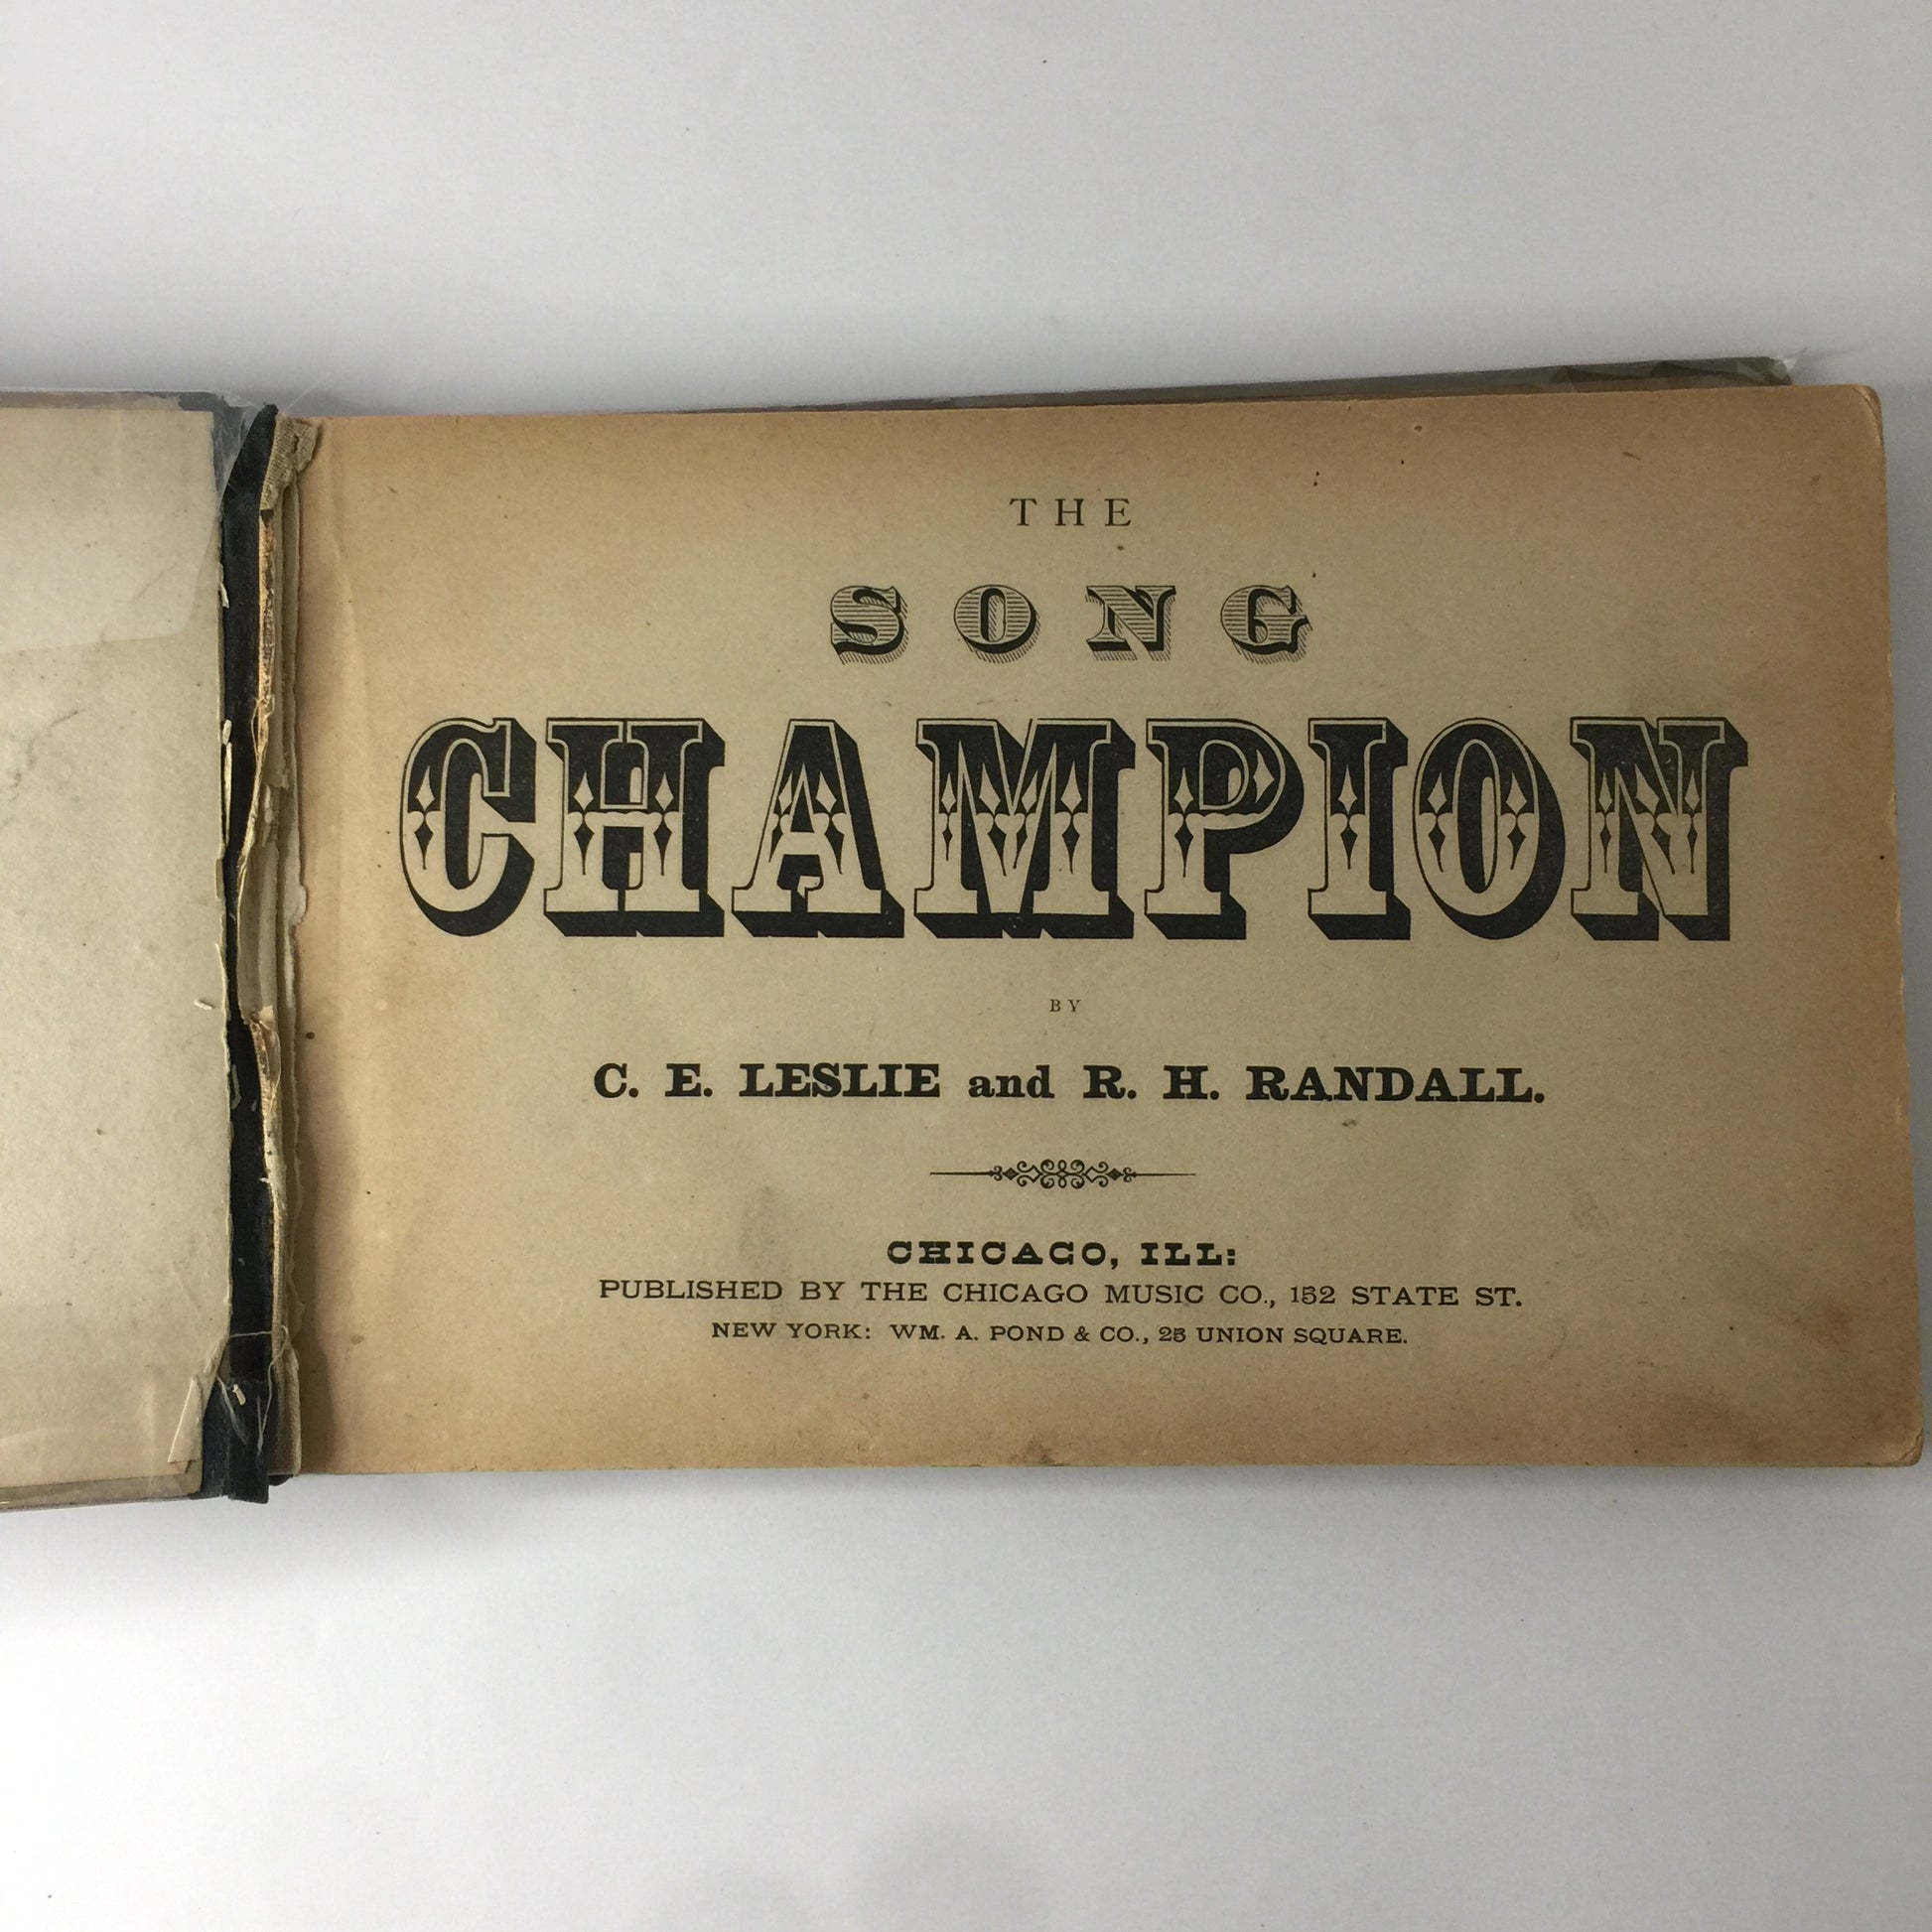 THE
SONG
CHAMPION
BY
C. E. LESLIE and R. H. RANDALL.
CHICAGO, ILL:
PUBLISHED BY THE CHICAGO MUSIC CO., 152 STATE ST.
NEW YORK: WM. A. POND & CO., 25 UNION SQUARE.